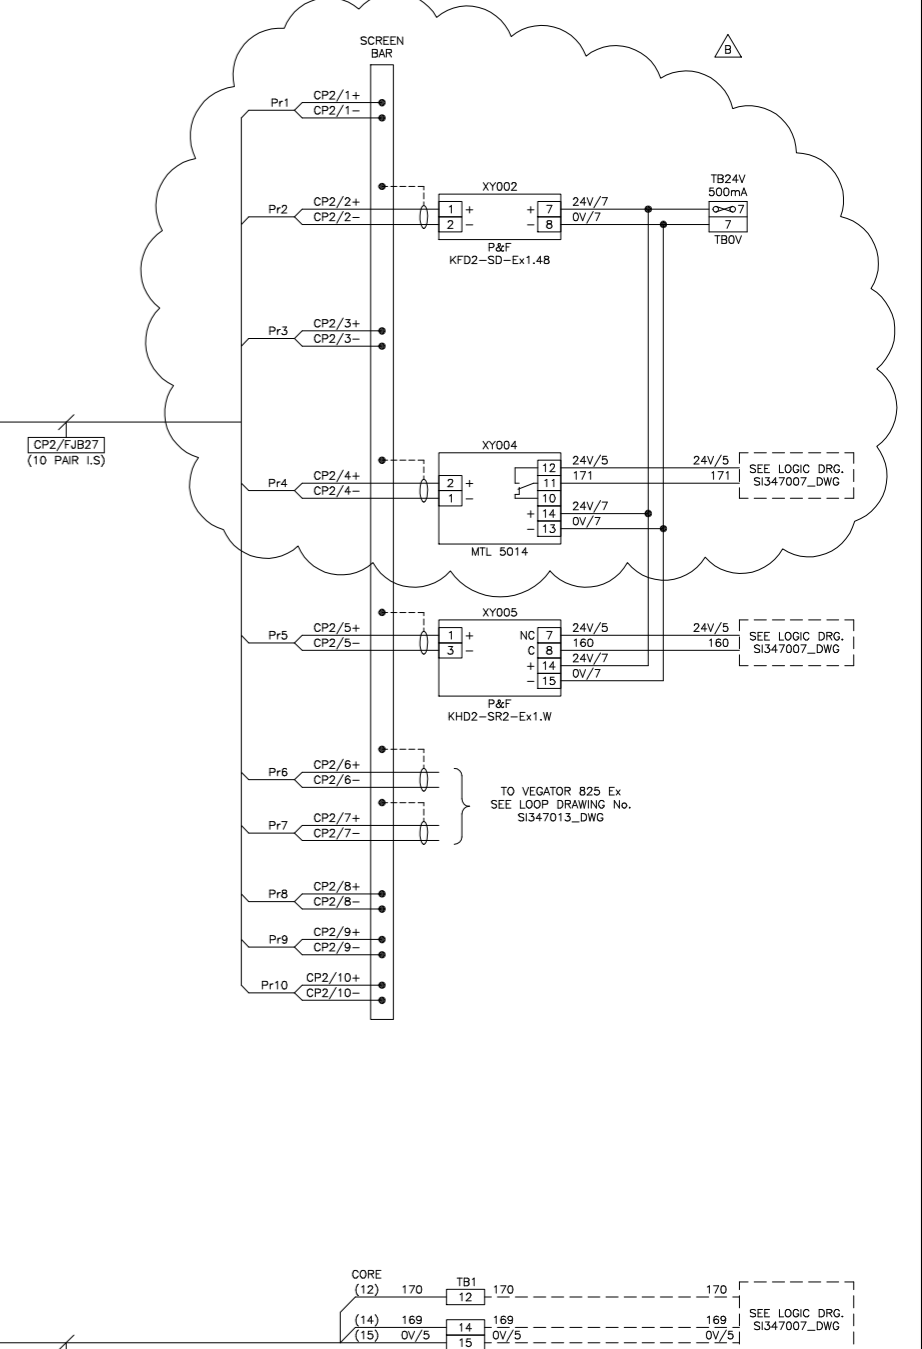 SCREEN
BAR
B
Pr1
CP2/1+
CP2/1-
XY002
TB24V
500mA
Pr2
CP2/2+
CP2/2-
1 +
2 -
+ 7
- 8
24V/7
0V/7
7
7
TB0V
P&F
KFD2-SD-Ex1.48
Pr3
CP2/3+
CP2/3-
CP2/FJB27
(10 PAIR I.S)
XY004
Pr4
CP2/4+
CP2/4-
2 +
1 -
12
11
10
+ 14
- 13
24V/5
171
24V/7
0V/7
24V/5
171
SEE LOGIC DRG.
SI347007_DWG
MTL 5014
XY005
Pr5
CP2/5+
CP2/5-
1 +
3 -
NC 7
C 8
+ 14
- 15
24V/5
160
24V/7
0V/7
24V/5
160
SEE LOGIC DRG.
SI347007_DWG
P&F
KHD2-SR2-Ex1.W
Pr6
CP2/6+
CP2/6-
TO VEGATOR 825 Ex
SEE LOOP DRAWING No.
SI347013_DWG
Pr7
CP2/7+
CP2/7-
Pr8
CP2/8+
CP2/8-
Pr9
CP2/9+
CP2/9-
Pr10
CP2/10+
CP2/10-
CORE
(12) 170
TB1
12
170
170
(14) 169
14
169
169
(15) 0V/5
15
0V/5
0V/5
SEE LOGIC DRG.
SI347007_DWG